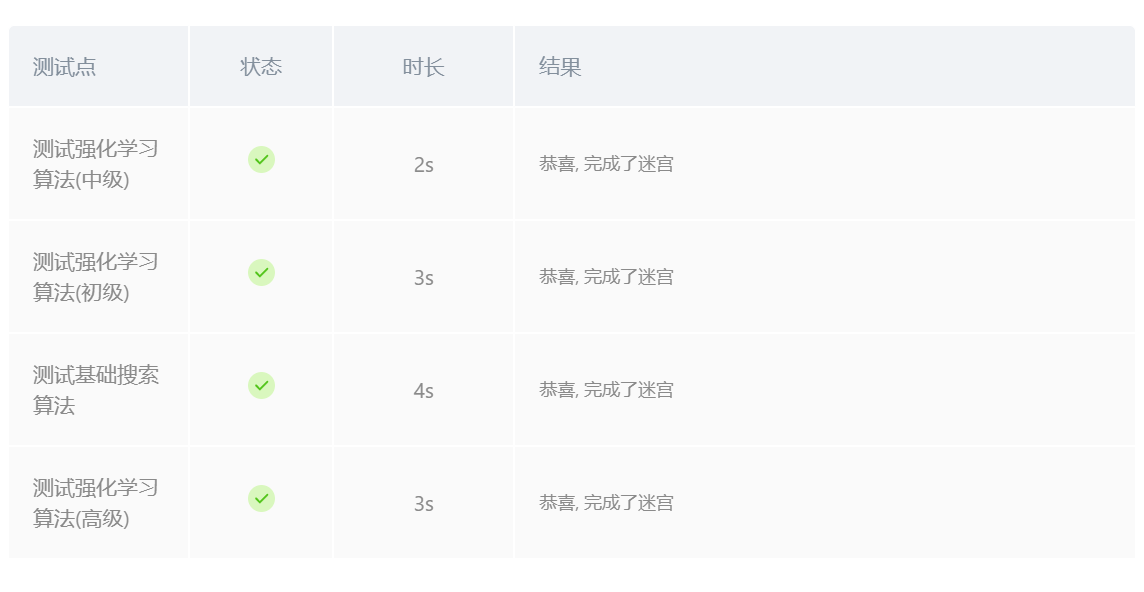 测试点 状态 时长 结果
测试强化学习
算法(中级)
2s 恭喜, 完成了迷宫
测试强化学习
算法(初级)
3s 恭喜, 完成了迷宫
测试基础搜索
算法
4s 恭喜, 完成了迷宫
测试强化学习
算法(高级)
3s 恭喜, 完成了迷宫